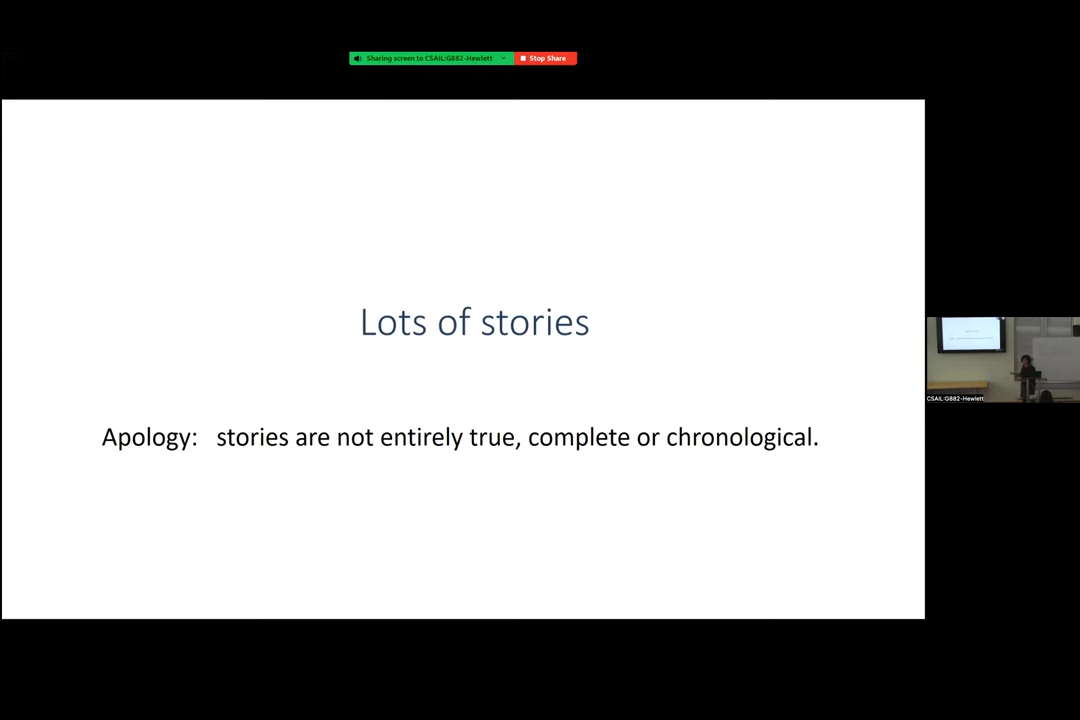 Sharing screen to CSAIL:G882-Hewlett
Stop Share
Lots of stories
Apology: stories are not entirely true, complete or chronological.
CSAIL:G882-Hewlett